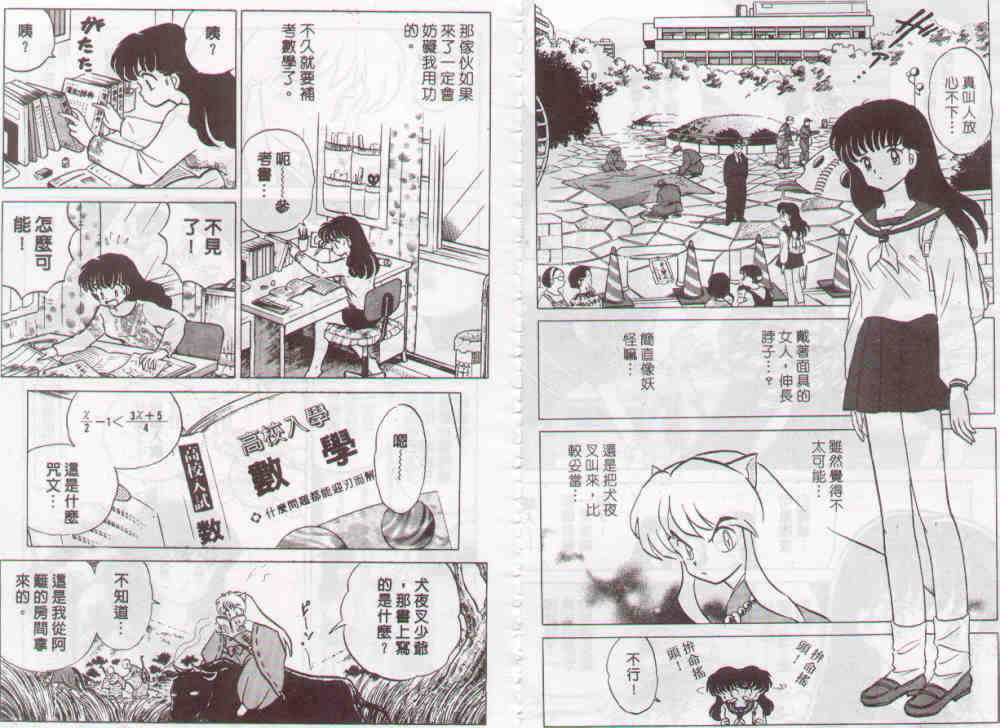 真叫人放
心不下…
戴著面具的
女人，伸長
脖子…？
簡直像妖
怪嘛…
雖然覺得不
太可能…
還是把犬夜
叉叫來，比
較妥當…
拚命搖
頭！
拚命搖
頭！
不行！
那傢伙如果
來了一定會
妨礙我用功
的。
不久就要補
考數學了。
呃～～參
考書…
咦？
がたた
咦？
不見
了！
怎麼可
能！
嗯～～
高校入學
數學
◇什麼問題都能迎刃而解
高校入試
數
x/2 −1< 3x+5/4
這是什麼
咒文…
犬夜叉少爺
，那書上寫
的是什麼？
不知道…
這是我從阿
籬的房間拿
來的。